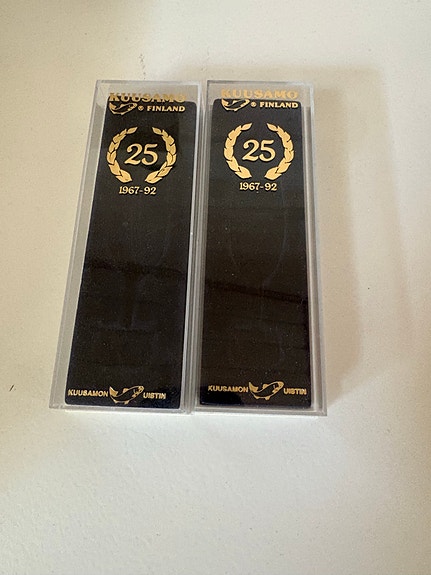 KUUSAMO
® FINLAND
25
1967-92
KUUSAMON UISTIN
KUUSAMO
® FINLAND
25
1967-92
KUUSAMON UISTIN